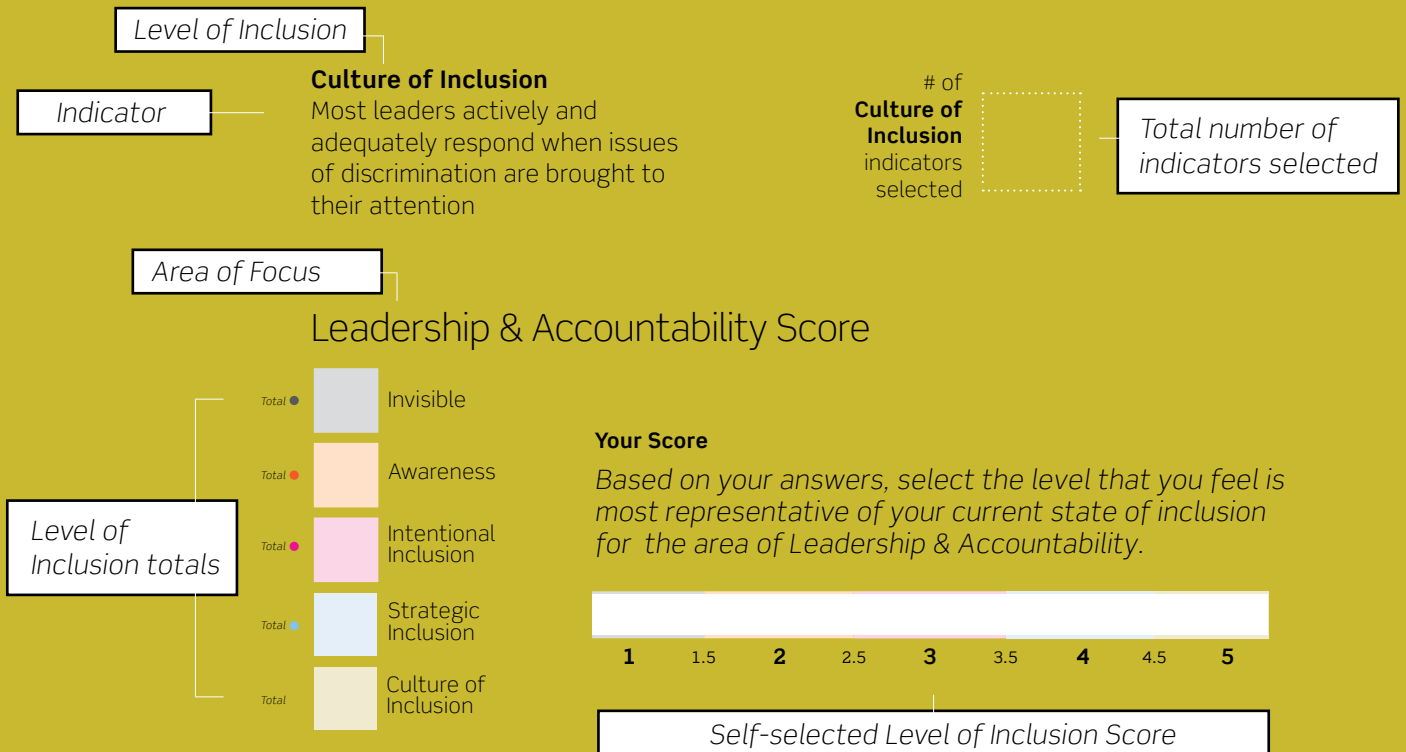 Level of Inclusion
Indicator
Culture of Inclusion
Most leaders actively and
adequately respond when issues
of discrimination are brought to
their attention
# of
Culture of
Inclusion
indicators
selected
Total number of
indicators selected
Area of Focus
Leadership & Accountability Score
Level of
Inclusion totals
Total
Invisible
Total
Awareness
Total
Intentional
Inclusion
Total
Strategic
Inclusion
Total
Culture of
Inclusion
Your Score
Based on your answers, select the level that you feel is
most representative of your current state of inclusion
for the area of Leadership & Accountability.
1 1.5 2 2.5 3 3.5 4 4.5 5
Self-selected Level of Inclusion Score